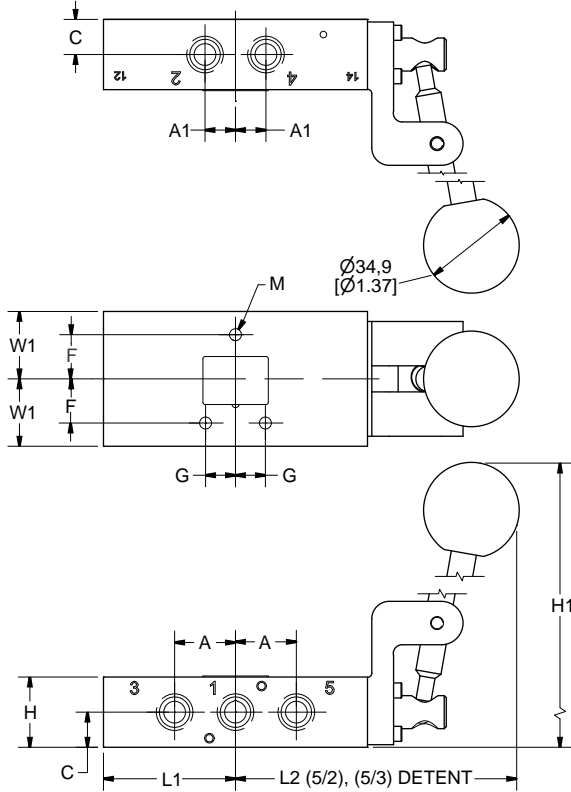 C
12
2
4
14
A1
A1
Ø34,9
[Ø1.37]
M
W1
F
W1
F
G
G
H1
A
A
3
1
5
H
C
L1
L2 (5/2), (5/3) DETENT